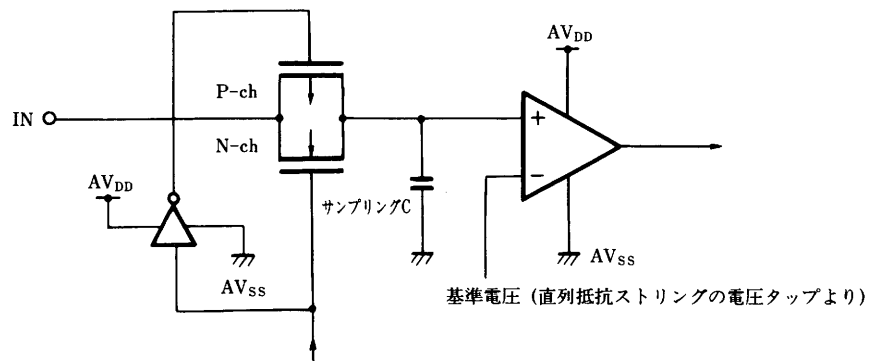 AVDD
P-ch
IN
N-ch
AVDD
サンプリングC
AVSS
AVSS
基準電圧 (直列抵抗ストリングの電圧タップより)
+
−